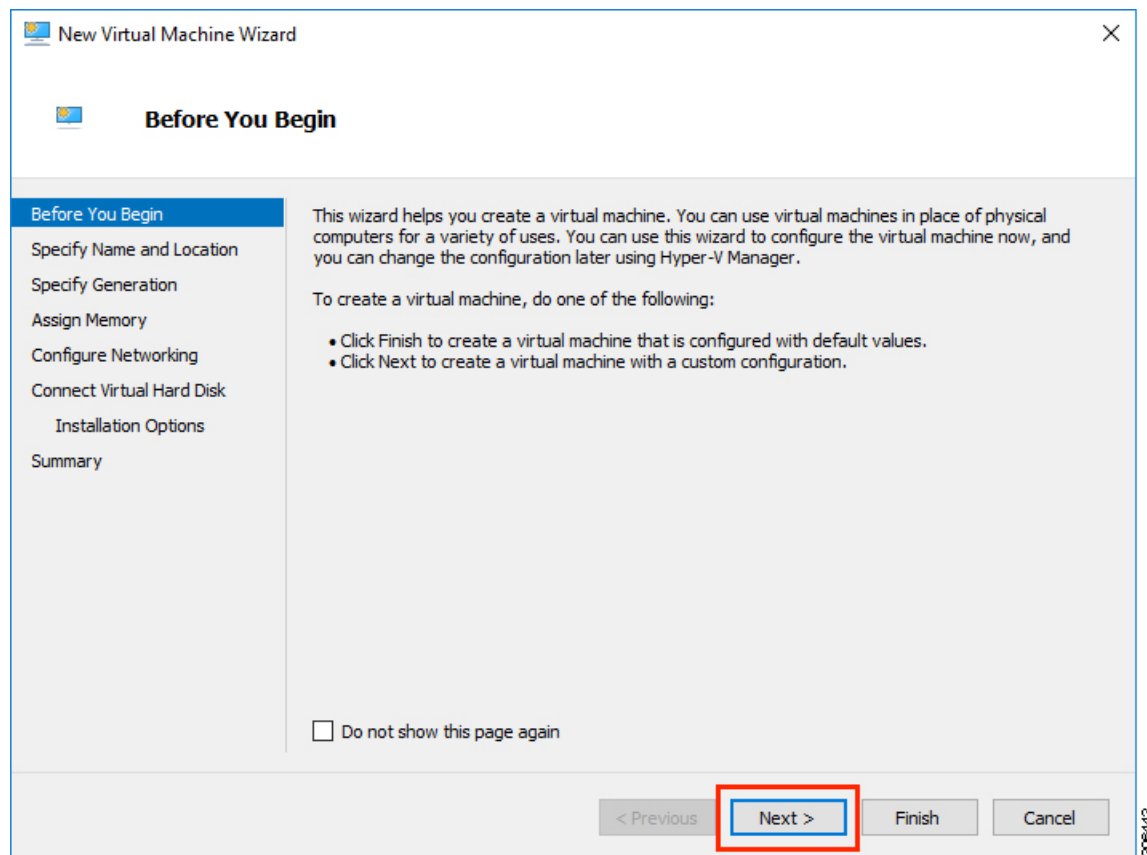 New Virtual Machine Wizard
Before You Begin
Before You Begin
Specify Name and Location
Specify Generation
Assign Memory
Configure Networking
Connect Virtual Hard Disk
Installation Options
Summary
This wizard helps you create a virtual machine. You can use virtual machines in place of physical
computers for a variety of uses. You can use this wizard to configure the virtual machine now, and
you can change the configuration later using Hyper-V Manager.
To create a virtual machine, do one of the following:
• Click Finish to create a virtual machine that is configured with default values.
• Click Next to create a virtual machine with a custom configuration.
Do not show this page again
< Previous
Next >
Finish
Cancel